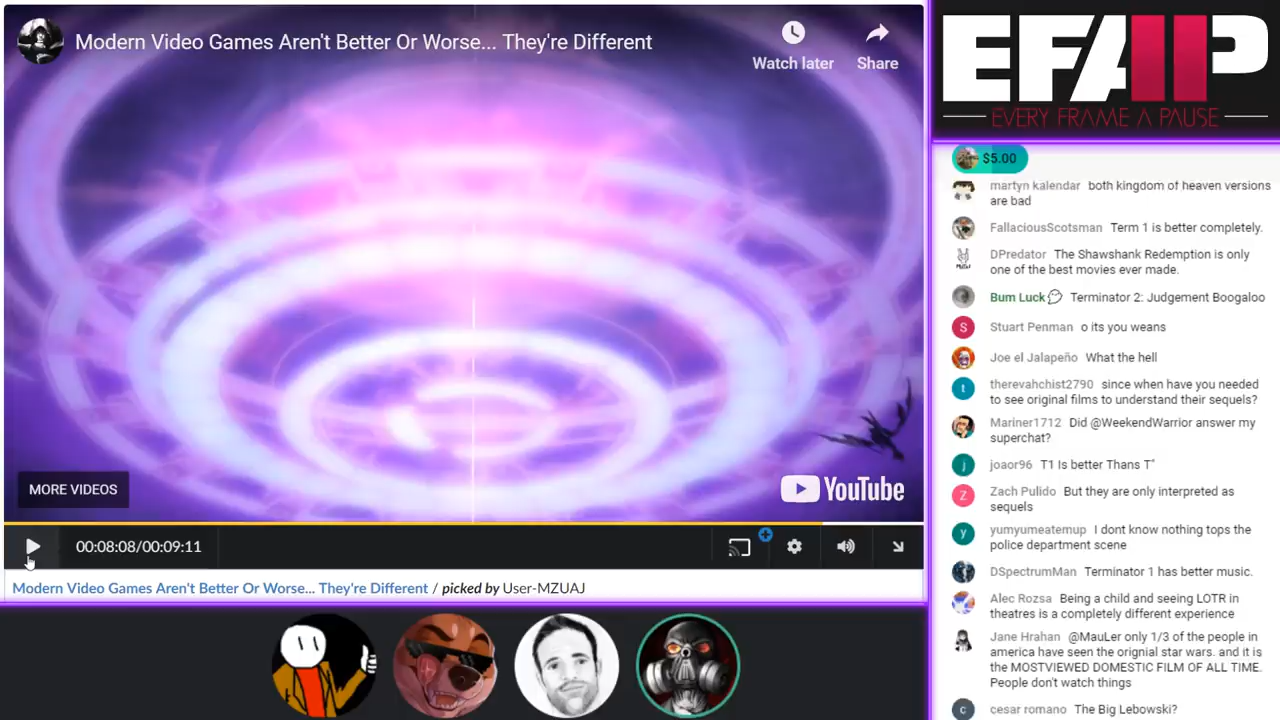 Modern Video Games Aren't Better Or Worse... They're Different
Watch later
Share
MORE VIDEOS
YouTube
00:08:08/00:09:11
Modern Video Games Aren't Better Or Worse... They're Different / picked by User-MZUAJ
EFAP
EVERY FRAME A PAUSE
$5.00
martyn kalendar both kingdom of heaven versions
are bad
FallaciousScotsman Term 1 is better completely.
DPredator The Shawshank Redemption is only
one of the best movies ever made.
Bum Luck Terminator 2: Judgement Boogaloo
S
Stuart Penman o its you weans
Joe el Jalapeño What the hell
t
therevahchist2790 since when have you needed
to see original films to understand their sequels?
Mariner1712 Did @WeekendWarrior answer my
superchat?
j
joaor96 T1 Is better Thans T"
Z
Zach Pulido But they are only interpreted as
sequels
y
yumyumeatemup I dont know nothing tops the
police department scene
DSpectrumMan Terminator 1 has better music.
Alec Rozsa Being a child and seeing LOTR in
theatres is a completely different experience
Jane Hrahan @MauLer only 1/3 of the people in
america have seen the orignial star wars. and it is
the MOSTVIEWED DOMESTIC FILM OF ALL TIME.
People don't watch things
c
cesar romano The Big Lebowski?